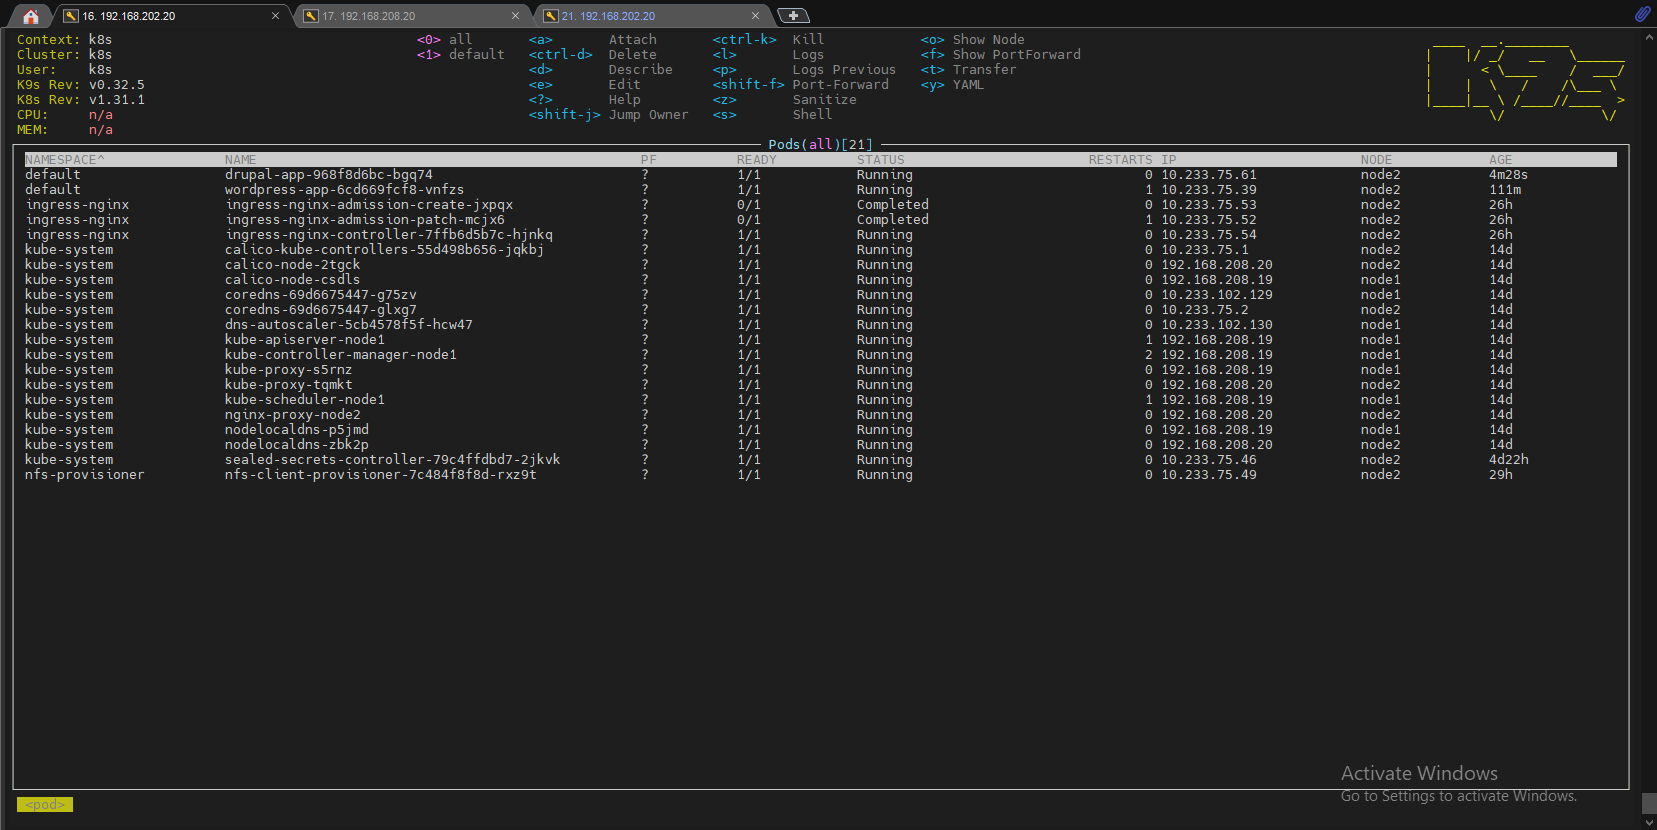 16. 192.168.202.20
17. 192.168.208.20
21. 192.168.202.20
Context: k8s <0> all <a> Attach <ctrl-k> Kill <o> Show Node
Cluster: k8s <1> default <ctrl-d> Delete <l> Logs <f> Show PortForward
User: k8s <d> Describe <p> Logs Previous <t> Transfer
K9s Rev: v0.32.5 <e> Edit <shift-f> Port-Forward <y> YAML
K8s Rev: v1.31.1 <?> Help <z> Sanitize
CPU: n/a <shift-j> Jump Owner <s> Shell
MEM: n/a
Pods(all)[21]
NAMESPACE^ NAME PF READY STATUS RESTARTS IP NODE AGE
default drupal-app-968f8d6bc-bgq74 ? 1/1 Running 0 10.233.75.61 node2 4m28s
default wordpress-app-6cd669fcf8-vnfzs ? 1/1 Running 1 10.233.75.39 node2 111m
ingress-nginx ingress-nginx-admission-create-jxpqx ? 0/1 Completed 0 10.233.75.53 node2 26h
ingress-nginx ingress-nginx-admission-patch-mcjx6 ? 0/1 Completed 1 10.233.75.52 node2 26h
ingress-nginx ingress-nginx-controller-7ffb6d5b7c-hjnkq ? 1/1 Running 0 10.233.75.54 node2 26h
kube-system calico-kube-controllers-55d498b656-jqkbj ? 1/1 Running 0 10.233.75.1 node2 14d
kube-system calico-node-2tgck ? 1/1 Running 0 192.168.208.20 node2 14d
kube-system calico-node-csdls ? 1/1 Running 0 192.168.208.19 node1 14d
kube-system coredns-69d6675447-g75zv ? 1/1 Running 0 10.233.102.129 node1 14d
kube-system coredns-69d6675447-glxg7 ? 1/1 Running 0 10.233.75.2 node2 14d
kube-system dns-autoscaler-5cb4578f5f-hcw47 ? 1/1 Running 0 10.233.102.130 node1 14d
kube-system kube-apiserver-node1 ? 1/1 Running 1 192.168.208.19 node1 14d
kube-system kube-controller-manager-node1 ? 1/1 Running 2 192.168.208.19 node1 14d
kube-system kube-proxy-s5rnz ? 1/1 Running 0 192.168.208.19 node1 14d
kube-system kube-proxy-tqmkt ? 1/1 Running 0 192.168.208.20 node2 14d
kube-system kube-scheduler-node1 ? 1/1 Running 1 192.168.208.19 node1 14d
kube-system nginx-proxy-node2 ? 1/1 Running 0 192.168.208.20 node2 14d
kube-system nodelocaldns-p5jmd ? 1/1 Running 0 192.168.208.19 node1 14d
kube-system nodelocaldns-zbk2p ? 1/1 Running 0 192.168.208.20 node2 14d
kube-system sealed-secrets-controller-79c4ffdbd7-2jkvk ? 1/1 Running 0 10.233.75.46 node2 4d22h
nfs-provisioner nfs-client-provisioner-7c484f8f8d-rxz9t ? 1/1 Running 0 10.233.75.49 node2 29h
Activate Windows
Go to Settings to activate Windows.
<pod>